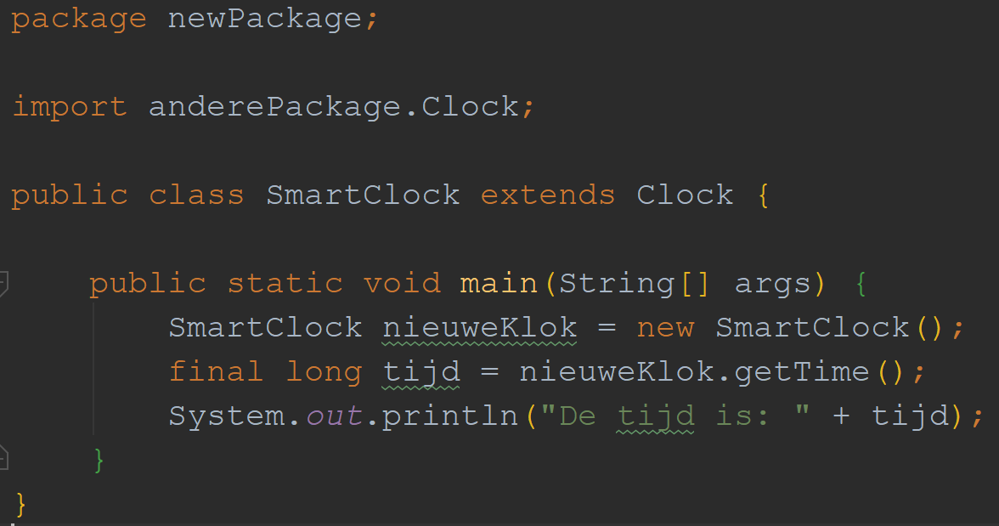 package newPackage;
import anderePackage.Clock;
public class SmartClock extends Clock {
public static void main(String[] args) {
SmartClock nieuweKlok = new SmartClock();
final long tijd = nieuweKlok.getTime();
System.out.println("De tijd is: " + tijd);
}
}